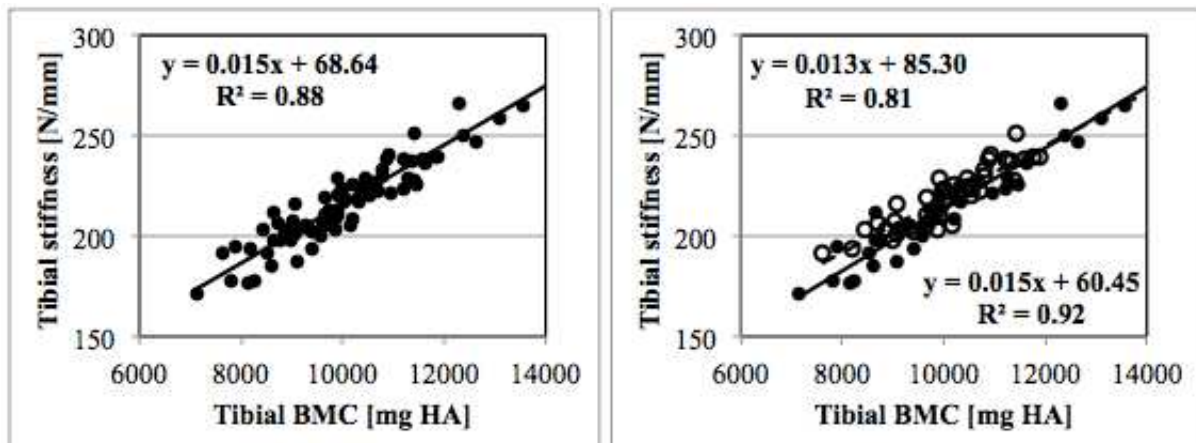 300
250
200
150
Tibial stiffness [N/mm]
y = 0.015x + 68.64
R² = 0.88
6000 8000 10000 12000 14000
Tibial BMC [mg HA]
300
250
200
150
Tibial stiffness [N/mm]
y = 0.013x + 85.30
R² = 0.81
y = 0.015x + 60.45
R² = 0.92
6000 8000 10000 12000 14000
Tibial BMC [mg HA]